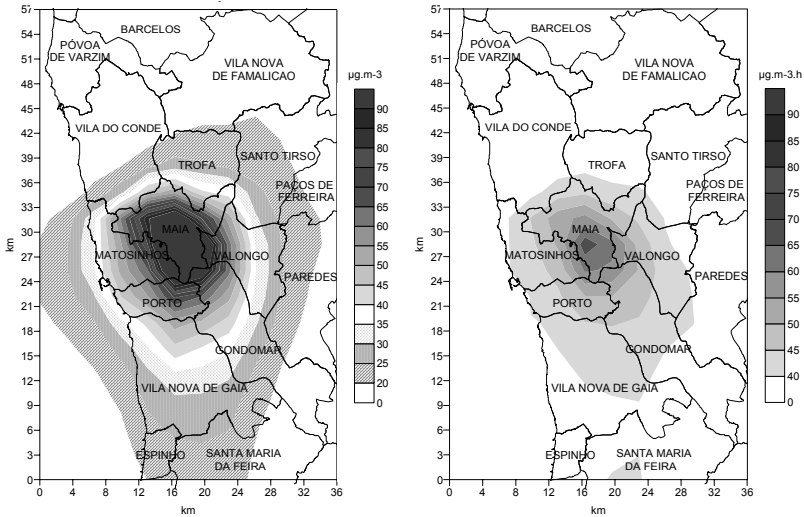 57
54
51
48
45
42
39
36
33
30
27
24
21
18
15
12
9
6
3
0
km
BARCELOS
PÓVOA
DE VARZIM
VILA NOVA
DE FAMALICAO
VILA DO CONDE
TROFA
SANTO TIRSO
PAÇOS DE
FERREIRA
MAIA
MATOSINHOS
VALONGO
PAREDES
PORTO
GONDOMAR
VILA NOVA DE GAIA
ESPINHO
SANTA MARIA
DA FEIRA
0 4 8 12 16 20 24 28 32 36
km
µg.m-3
90
85
80
75
70
65
60
55
50
45
40
35
30
25
20
0
57
54
51
48
45
42
39
36
33
30
27
24
21
18
15
12
9
6
3
0
km
BARCELOS
PÓVOA
DE VARZIM
VILA NOVA
DE FAMALICAO
VILA DO CONDE
TROFA
SANTO TIRSO
PAÇOS DE
FERREIRA
MAIA
MATOSINHOS
VALONGO
PAREDES
PORTO
GONDOMAR
VILA NOVA DE GAIA
ESPINHO
SANTA MARIA
DA FEIRA
0 4 8 12 16 20 24 28 32 36
km
µg.m-3.h
90
85
80
75
70
65
60
55
50
45
40
0